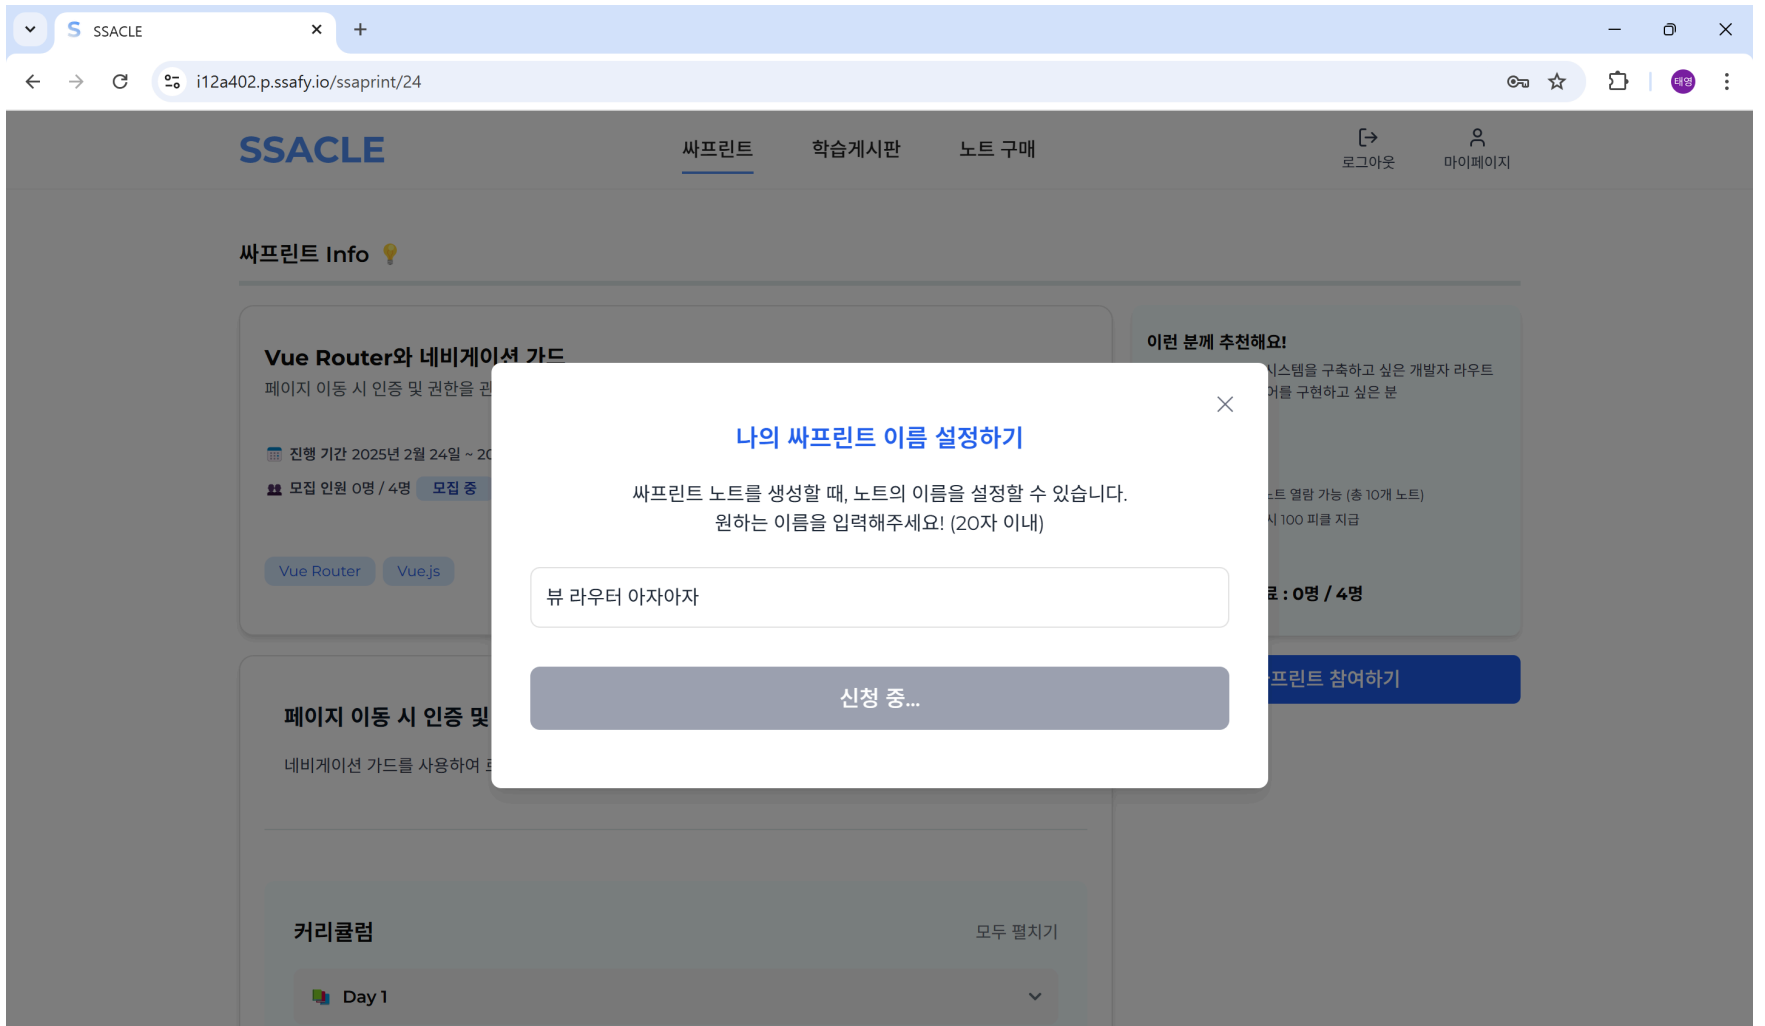 S SSACLE
i12a402.p.ssafy.io/ssaprint/24
태영
SSACLE
싸프린트
학습게시판
노트 구매
로그아웃
마이페이지
싸프린트 Info
Vue Router와 네비게이션 가드
페이지 이동 시 인증 및 권한을 관
진행 기간 2025년 2월 24일 ~ 20
모집 인원 0명 / 4명 모집 중
Vue Router
Vue.js
이런 분께 추천해요!
시스템을 구축하고 싶은 개발자 라우트
어를 구현하고 싶은 분
노트 열람 가능 (총 10개 노트)
시 100 피클 지급
료 : 0명 / 4명
싸프린트 참여하기
나의 싸프린트 이름 설정하기
싸프린트 노트를 생성할 때, 노트의 이름을 설정할 수 있습니다.
원하는 이름을 입력해주세요! (20자 이내)
뷰 라우터 아자아자
신청 중...
페이지 이동 시 인증 및
네비게이션 가드를 사용하여
커리큘럼
모두 펼치기
Day 1